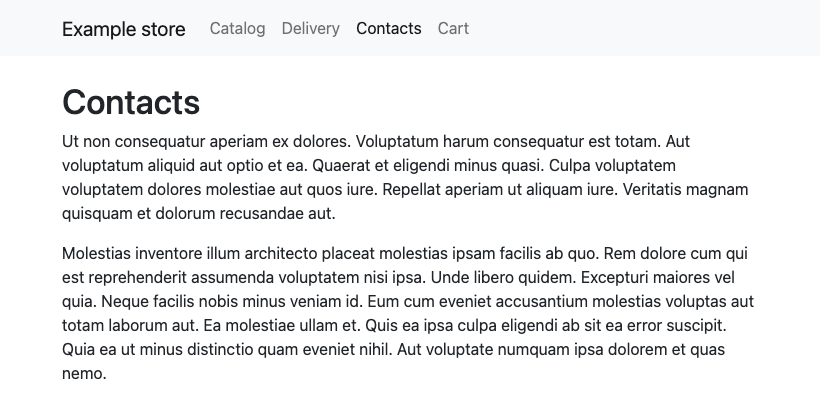 Example store Catalog Delivery Contacts Cart
Contacts
Ut non consequatur aperiam ex dolores. Voluptatum harum consequatur est totam. Aut
voluptatum aliquid aut optio et ea. Quaerat et eligendi minus quasi. Culpa voluptatem
voluptatem dolores molestiae aut quos iure. Repellat aperiam ut aliquam iure. Veritatis magnam
quisquam et dolorum recusandae aut.
Molestias inventore illum architecto placeat molestias ipsam facilis ab quo. Rem dolore cum qui
est reprehenderit assumenda voluptatem nisi ipsa. Unde libero quidem. Excepturi maiores vel
quia. Neque facilis nobis minus veniam id. Eum cum eveniet accusantium molestias voluptas aut
totam laborum aut. Ea molestiae ullam et. Quis ea ipsa culpa eligendi ab sit ea error suscipit.
Quia ea ut minus distinctio quam eveniet nihil. Aut voluptate numquam ipsa dolorem et quas
nemo.